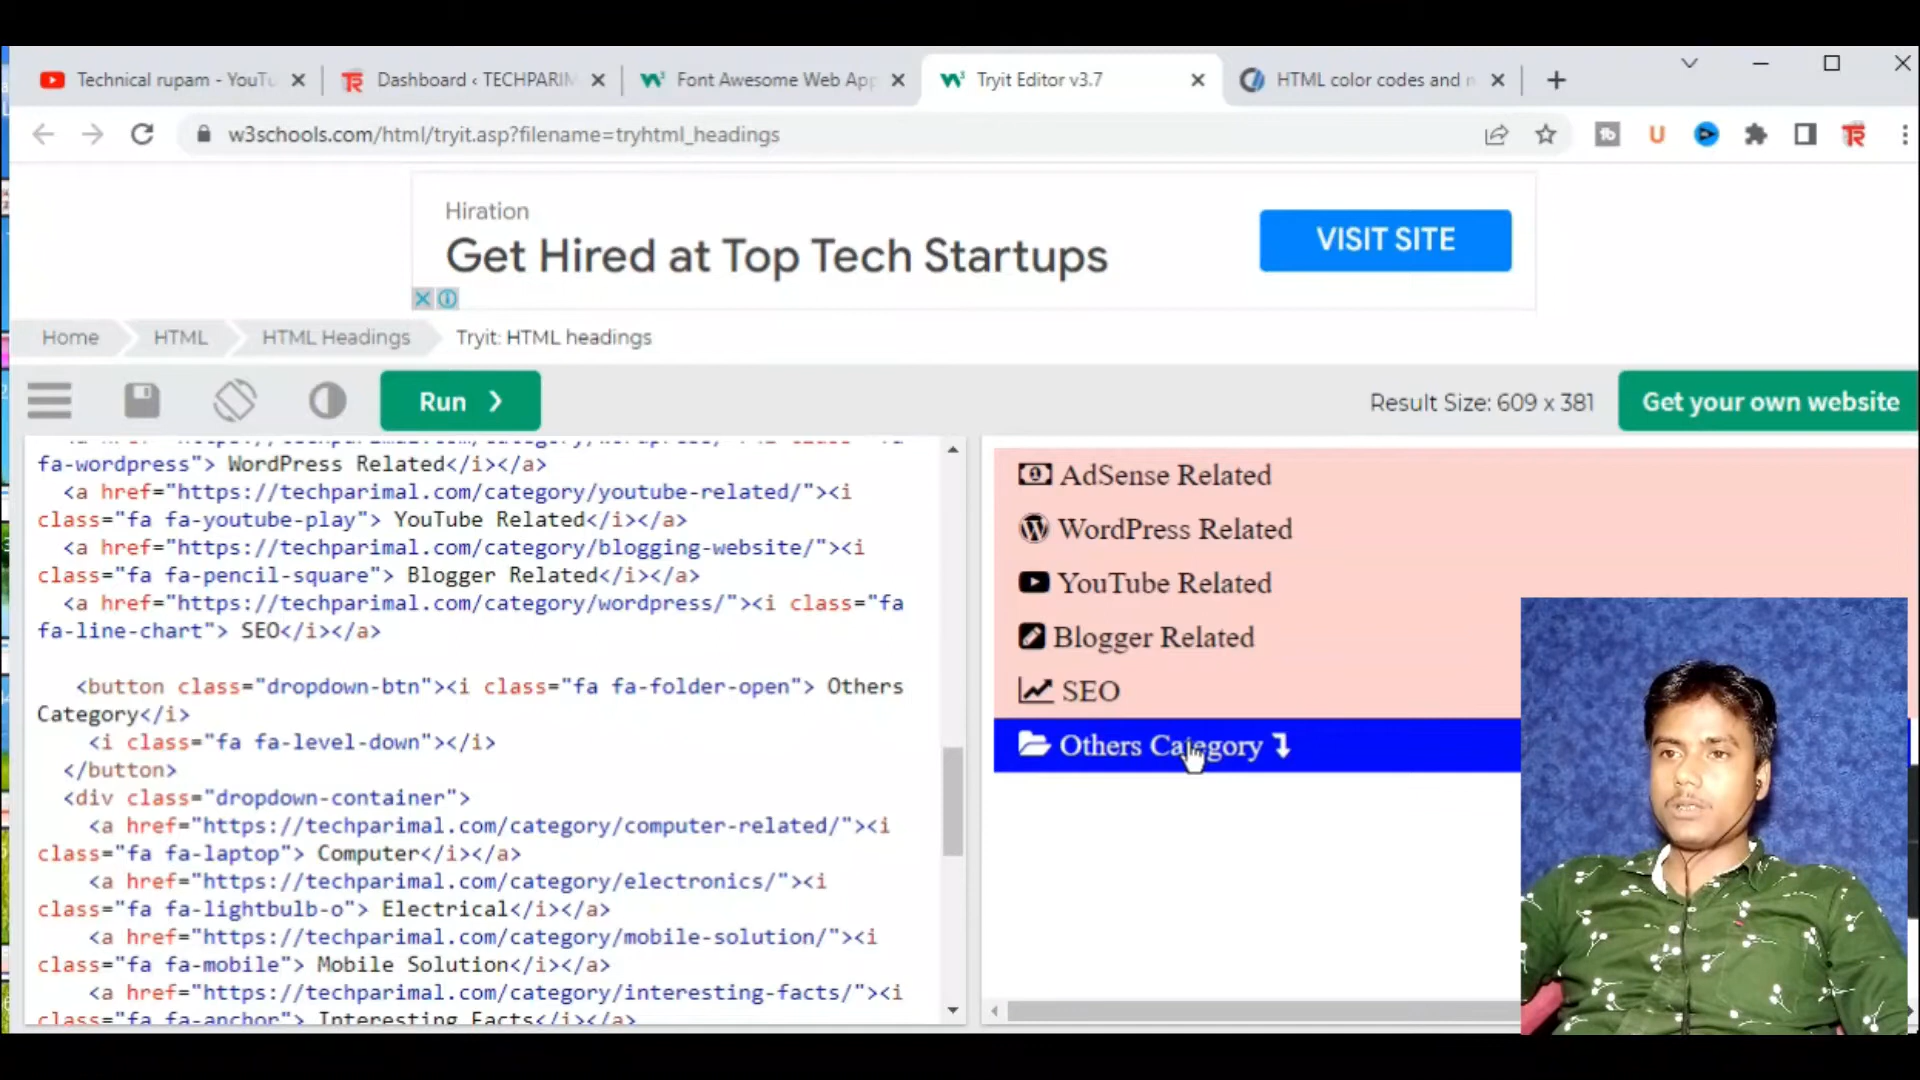 Technical rupam - YouTu
Dashboard ‹ TECHPARIM
Font Awesome Web App
Tryit Editor v3.7
HTML color codes and n
w3schools.com/html/tryit.asp?filename=tryhtml_headings
Hiration
Get Hired at Top Tech Startups
VISIT SITE
Home
HTML
HTML Headings
Tryit: HTML headings
Run ❯
Result Size: 609 x 381
Get your own website
fa-wordpress"> WordPress Related</i></a>
<a href="https://techparimal.com/category/youtube-related/"><i
class="fa fa-youtube-play"> YouTube Related</i></a>
<a href="https://techparimal.com/category/blogging-website/"><i
class="fa fa-pencil-square"> Blogger Related</i></a>
<a href="https://techparimal.com/category/wordpress/"><i class="fa
fa-line-chart"> SEO</i></a>
<button class="dropdown-btn"><i class="fa fa-folder-open"> Others
Category</i>
<i class="fa fa-level-down"></i>
</button>
<div class="dropdown-container">
<a href="https://techparimal.com/category/computer-related/"><i
class="fa fa-laptop"> Computer</i></a>
<a href="https://techparimal.com/category/electronics/"><i
class="fa fa-lightbulb-o"> Electrical</i></a>
<a href="https://techparimal.com/category/mobile-solution/"><i
class="fa fa-mobile"> Mobile Solution</i></a>
<a href="https://techparimal.com/category/interesting-facts/"><i
class="fa fa-anchor"> Interesting Facts</i></a>
AdSense Related
WordPress Related
YouTube Related
Blogger Related
SEO
Others Category